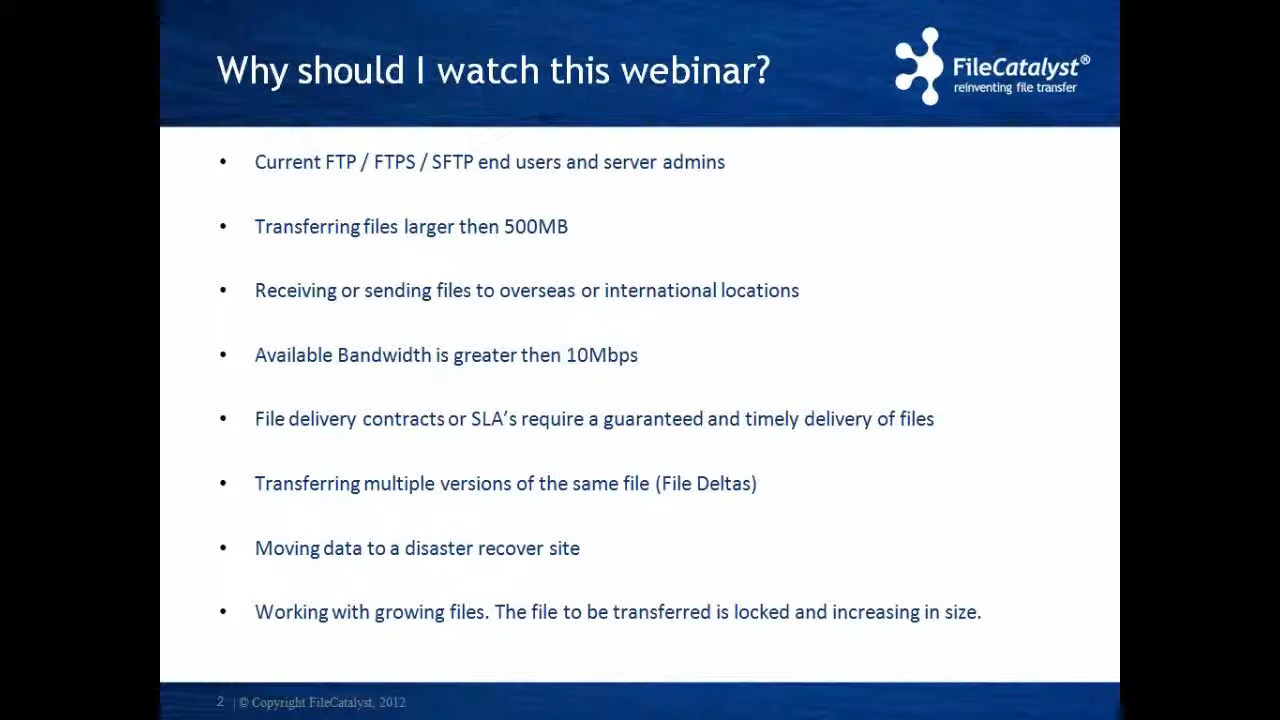 Why should I watch this webinar?
FileCatalyst®
reinventing file transfer
• Current FTP / FTPS / SFTP end users and server admins
• Transferring files larger then 500MB
• Receiving or sending files to overseas or international locations
• Available Bandwidth is greater then 10Mbps
• File delivery contracts or SLA’s require a guaranteed and timely delivery of files
• Transferring multiple versions of the same file (File Deltas)
• Moving data to a disaster recover site
• Working with growing files. The file to be transferred is locked and increasing in size.
2 | © Copyright FileCatalyst, 2012